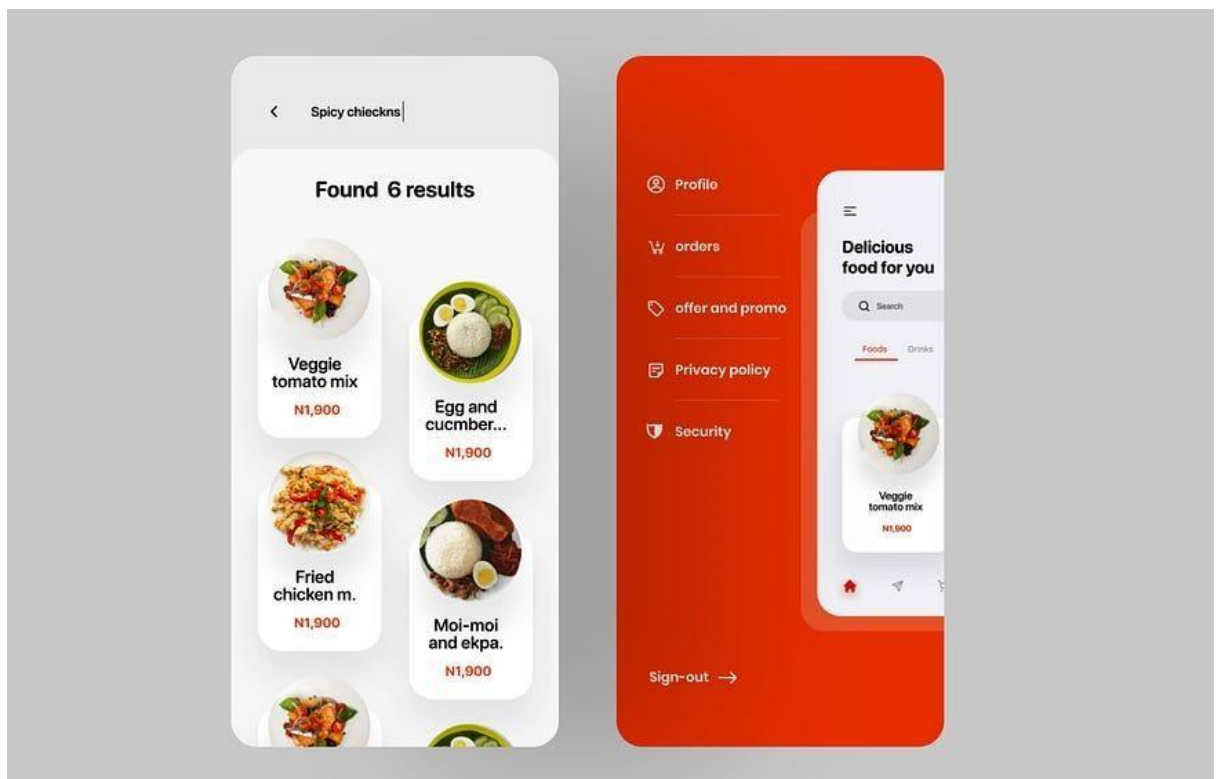 Spicy chieckns
Found 6 results
Veggie
tomato mix
N1,900
Egg and
cucmber...
N1,900
Fried
chicken m.
N1,900
Moi-moi
and ekpa.
N1,900
Profile
orders
offer and promo
Privacy policy
Security
Sign-out
Delicious
food for you
Search
Foods Drinks
Veggie
tomato mix
N1,900